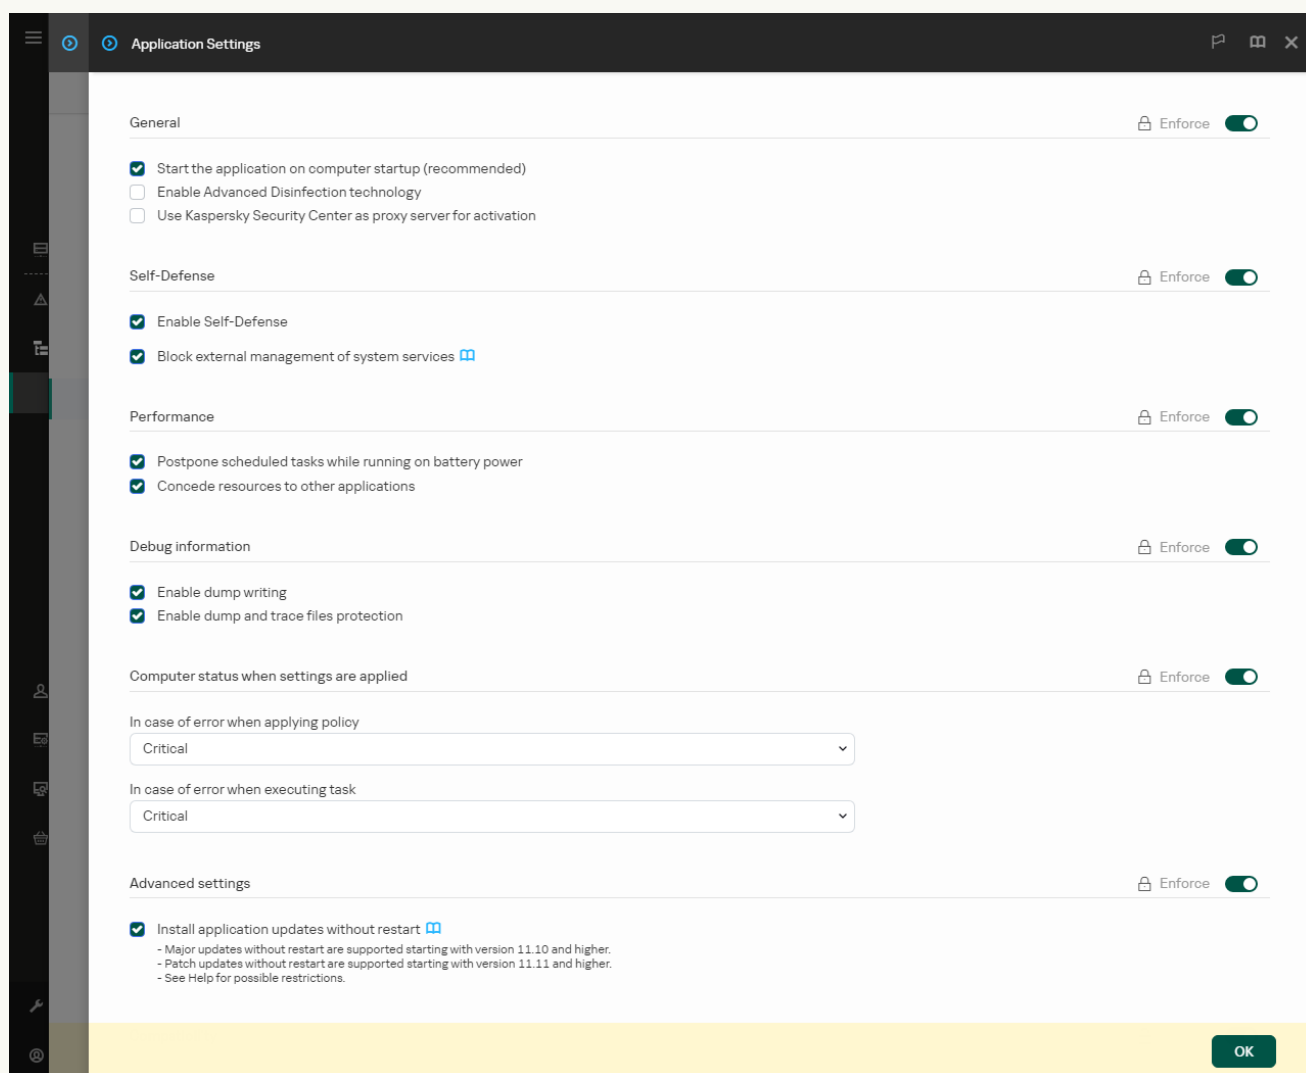 Application Settings
General
Enforce
Start the application on computer startup (recommended)
Enable Advanced Disinfection technology
Use Kaspersky Security Center as proxy server for activation
Self-Defense
Enforce
Enable Self-Defense
Block external management of system services
Performance
Enforce
Postpone scheduled tasks while running on battery power
Concede resources to other applications
Debug information
Enforce
Enable dump writing
Enable dump and trace files protection
Computer status when settings are applied
Enforce
In case of error when applying policy
Critical
In case of error when executing task
Critical
Advanced settings
Enforce
Install application updates without restart
- Major updates without restart are supported starting with version 11.10 and higher.
- Patch updates without restart are supported starting with version 11.11 and higher.
- See Help for possible restrictions.
OK